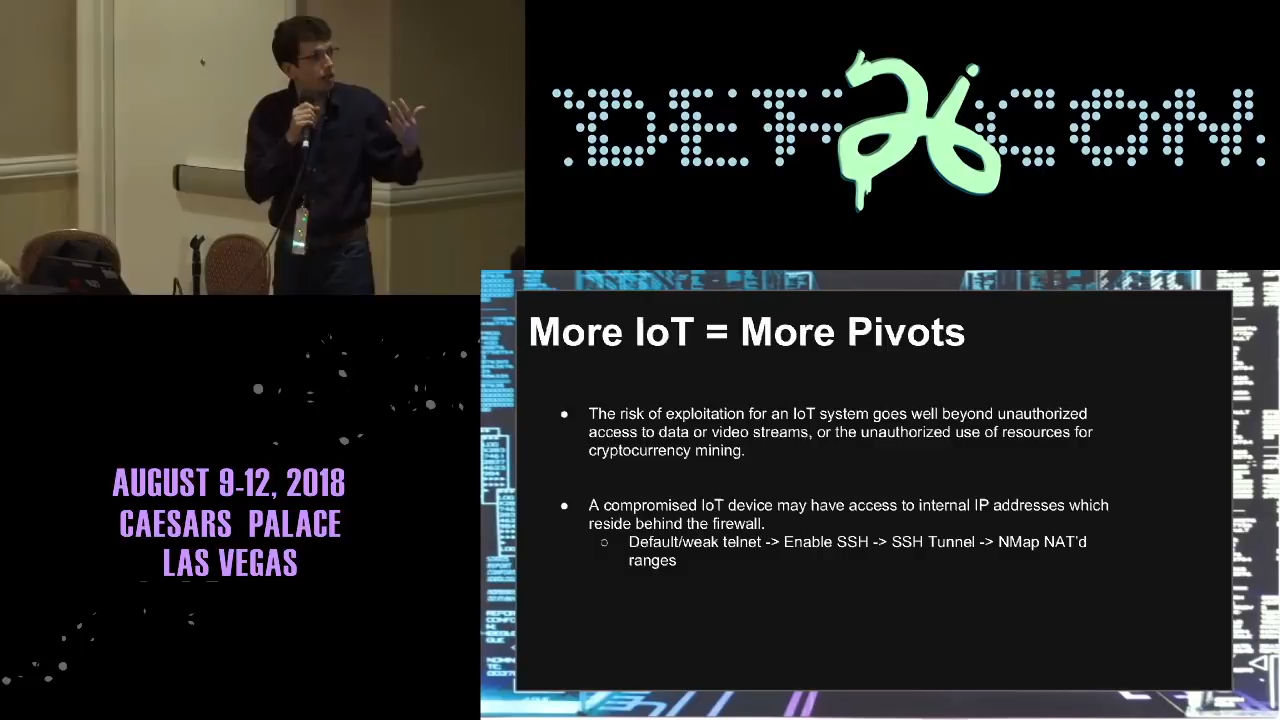 DEF CON 26
More IoT = More Pivots
● The risk of exploitation for an IoT system goes well beyond unauthorized
access to data or video streams, or the unauthorized use of resources for
cryptocurrency mining.
● A compromised IoT device may have access to internal IP addresses which
reside behind the firewall.
○ Default/weak telnet -> Enable SSH -> SSH Tunnel -> NMap NAT'd
ranges
AUGUST 9-12, 2018
CAESARS PALACE
LAS VEGAS